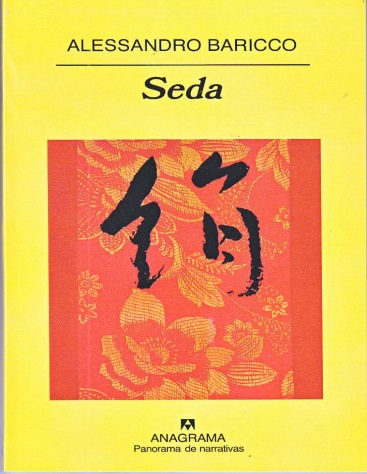 ALESSANDRO BARICCO
Seda
絹
ANAGRAMA
Panorama de narrativas